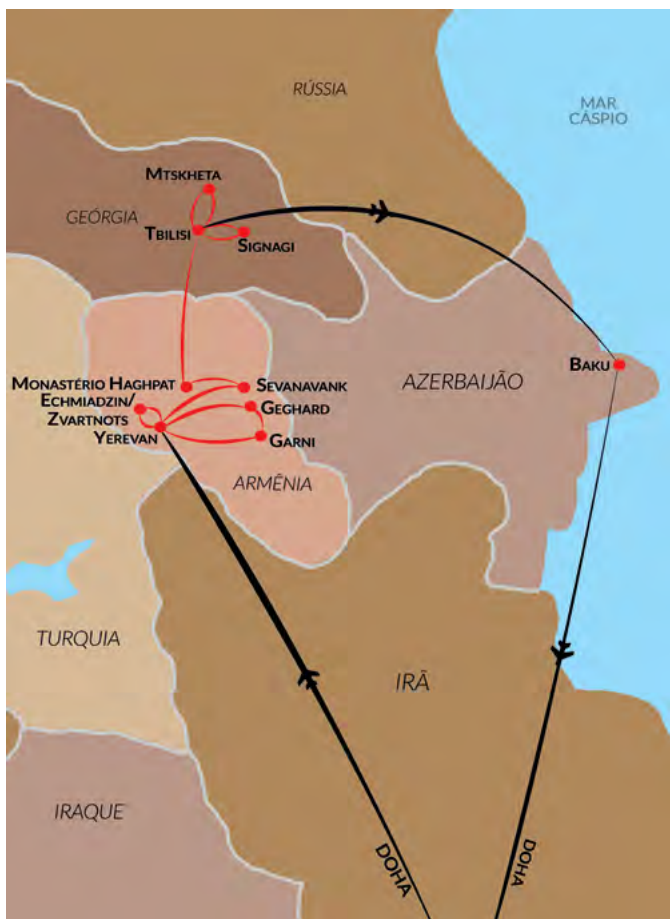 RÚSSIA
MAR
CÁSPIO
MTSKHETA
GEÓRGIA
TBILISI
SIGNAGI
BAKU
MONASTÉRIO HAGHPAT
SEVANAVANK
AZERBAIJÃO
ECHMIADZIN/
ZVARTNOTS
GEGHARD
YEREVAN
GARNI
ARMÊNIA
TURQUIA
IRÃ
IRAQUE
DOHA
DOHA